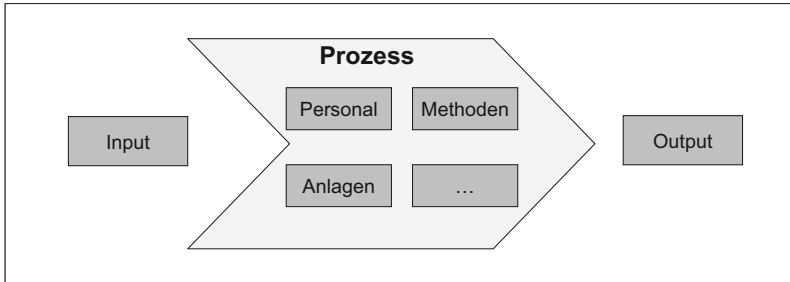 Prozess
Personal Methoden
Input Output
Anlagen …